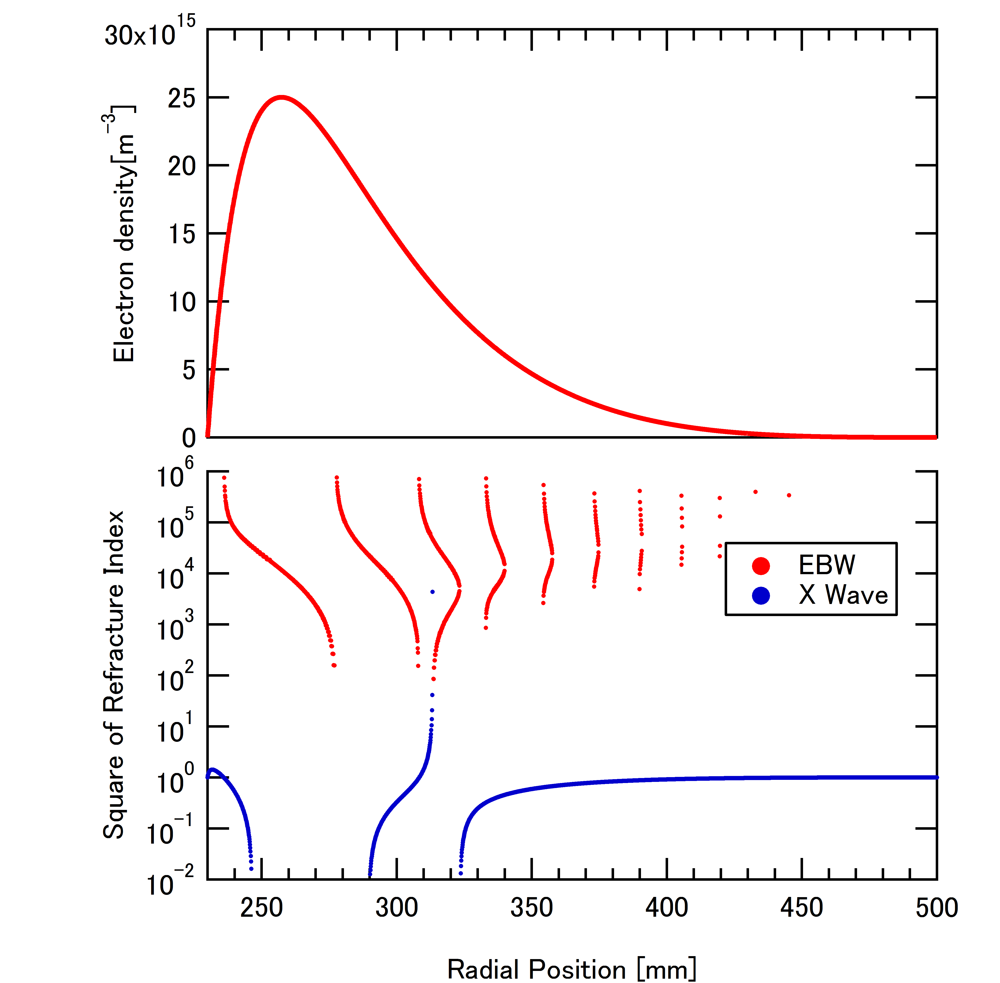 30x10^15
25
20
15
10
5
0
Electron density[m^-3]
10^6
10^5
10^4
10^3
10^2
10^1
10^0
10^-1
10^-2
Square of Refracture Index
EBW
X Wave
250 300 350 400 450 500
Radial Position [mm]